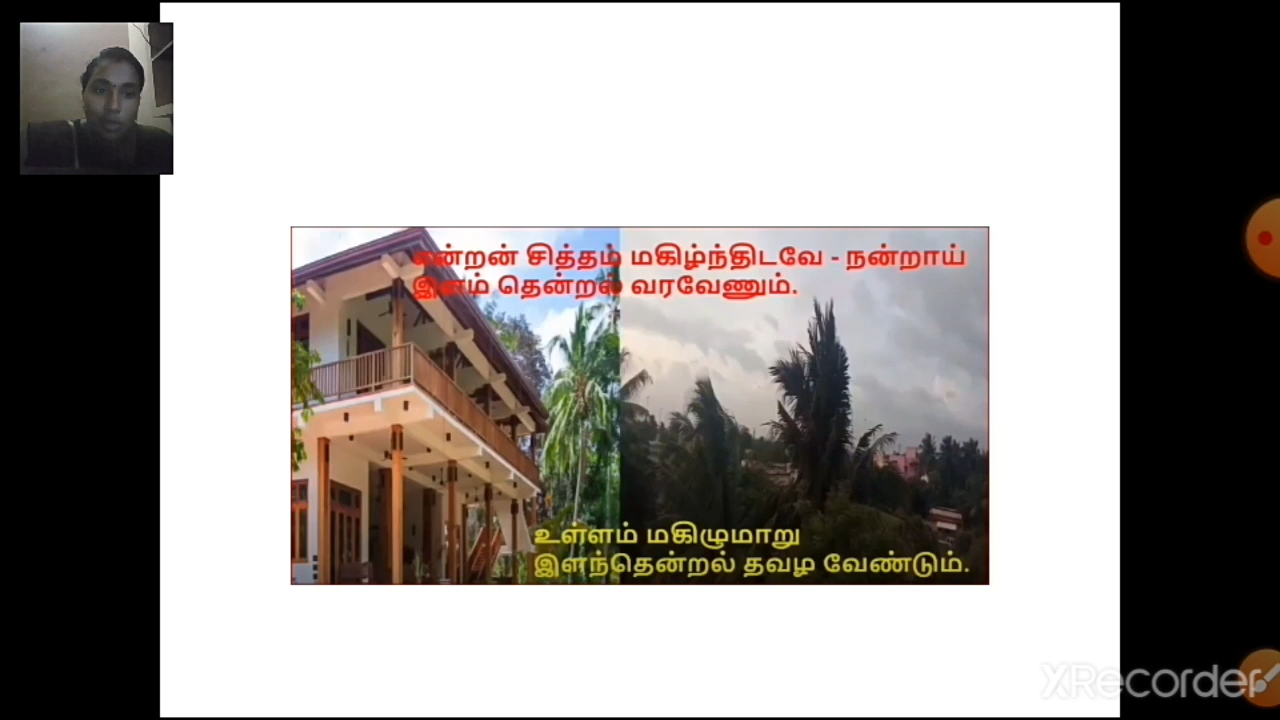 என்றன் சித்தம் மகிழ்ந்திடவே - நன்றாய்
இளம் தென்றல் வரவேணும்.
உள்ளம் மகிழுமாறு
இளந்தென்றல் தவழ வேண்டும்.
XRecorder